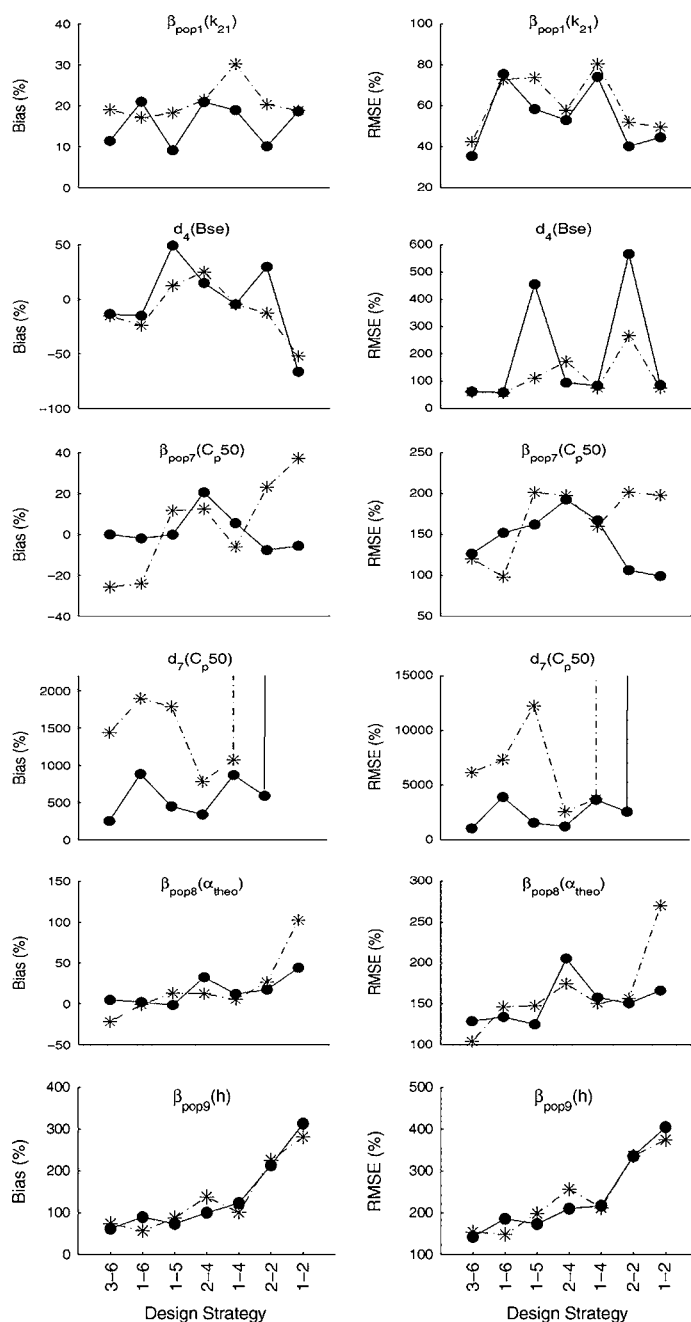 β_pop1(k_21)
Bias (%)
40
30
20
10
0
β_pop1(k_21)
RMSE (%)
100
80
60
40
20
d_4(Bse)
Bias (%)
50
0
−50
−100
d_4(Bse)
RMSE (%)
600
500
400
300
200
100
0
β_pop7(C_p50)
Bias (%)
40
20
0
−20
−40
β_pop7(C_p50)
RMSE (%)
250
200
150
100
50
d_7(C_p50)
Bias (%)
2000
1500
1000
500
0
d_7(C_p50)
RMSE (%)
15000
10000
5000
0
β_pop8(α_theo)
Bias (%)
150
100
50
0
−50
β_pop8(α_theo)
RMSE (%)
300
250
200
150
100
β_pop9(h)
Bias (%)
400
300
200
100
0
3−6
1−6
1−5
2−4
1−4
2−2
1−2
Design Strategy
β_pop9(h)
RMSE (%)
500
400
300
200
100
3−6
1−6
1−5
2−4
1−4
2−2
1−2
Design Strategy